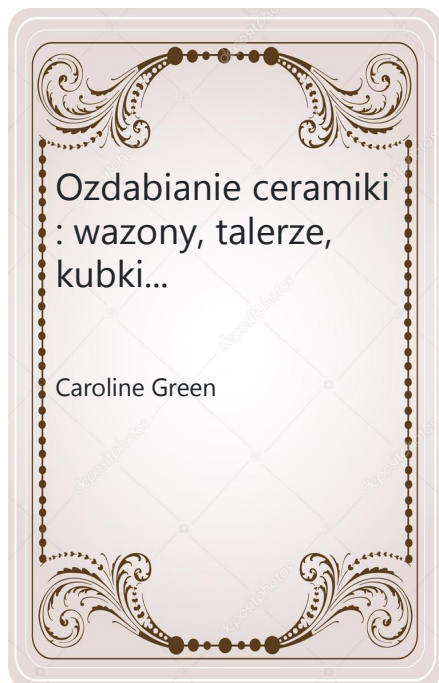 Ozdabianie ceramiki
: wazony, talerze,
kubki...
Caroline Green